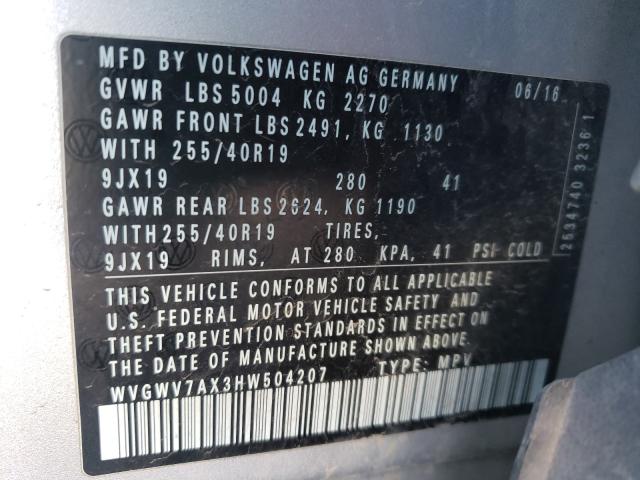 MFD BY VOLKSWAGEN AG GERMANY 06/16
GVWR LBS 5004 KG 2270
GAWR FRONT LBS 2491, KG 1130
WITH 255/40R19
9JX19 280 41
GAWR REAR LBS 2624, KG 1190
WITH 255/40R19 TIRES,
9JX19 RIMS, AT 280 KPA, 41 PSI COLD
THIS VEHICLE CONFORMS TO ALL APPLICABLE
U.S. FEDERAL MOTOR VEHICLE SAFETY AND
THEFT PREVENTION STANDARDS IN EFFECT ON
THE DATE OF MANUFACTURE SHOWN ABOVE.
WVGWV7AX3HW504207 TYPE: MPV
2534740 3236 1